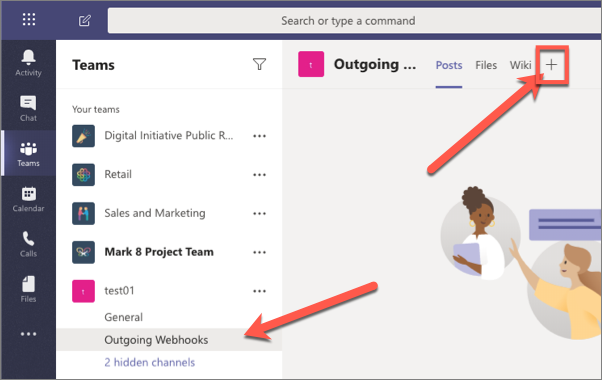 Search or type a command
Activity
Chat
Teams
Calendar
Calls
Files
Teams
Your teams
Digital Initiative Public R...
Retail
Sales and Marketing
Mark 8 Project Team
t test01
General
Outgoing Webhooks
2 hidden channels
t Outgoing ... Posts Files Wiki +